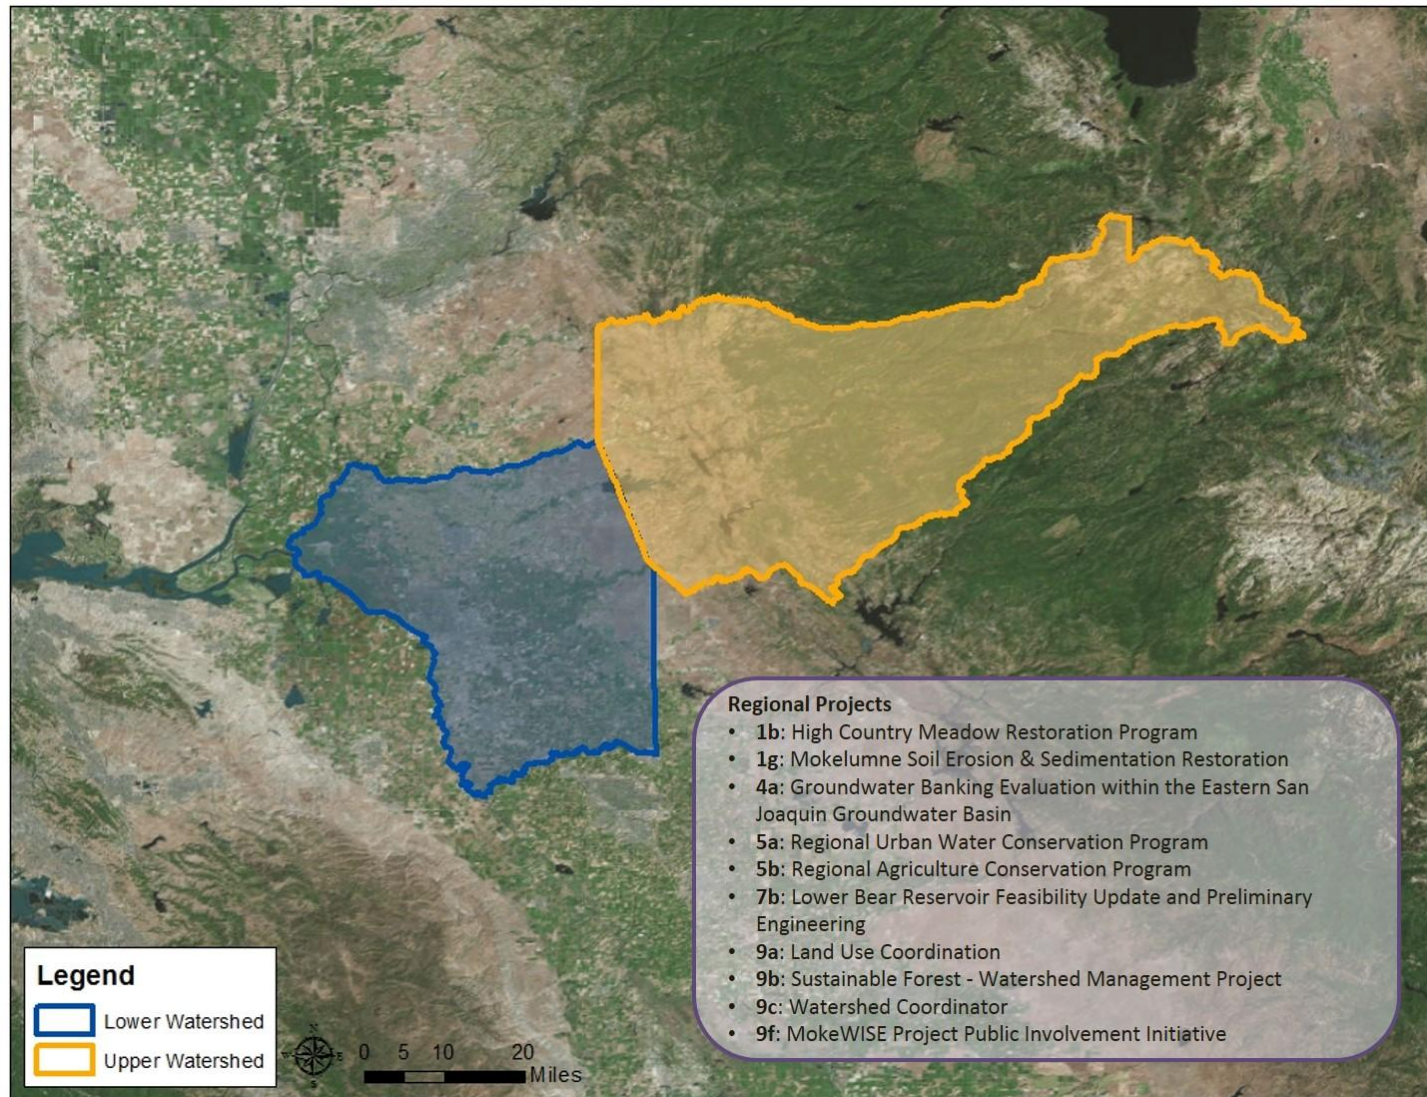 Regional Projects
• 1b: High Country Meadow Restoration Program
• 1g: Mokelumne Soil Erosion & Sedimentation Restoration
• 4a: Groundwater Banking Evaluation within the Eastern San
Joaquin Groundwater Basin
• 5a: Regional Urban Water Conservation Program
• 5b: Regional Agriculture Conservation Program
• 7b: Lower Bear Reservoir Feasibility Update and Preliminary
Engineering
• 9a: Land Use Coordination
• 9b: Sustainable Forest - Watershed Management Project
• 9c: Watershed Coordinator
• 9f: MokeWISE Project Public Involvement Initiative
Legend
Lower Watershed
Upper Watershed
N
W E
S
0 5 10 20
Miles